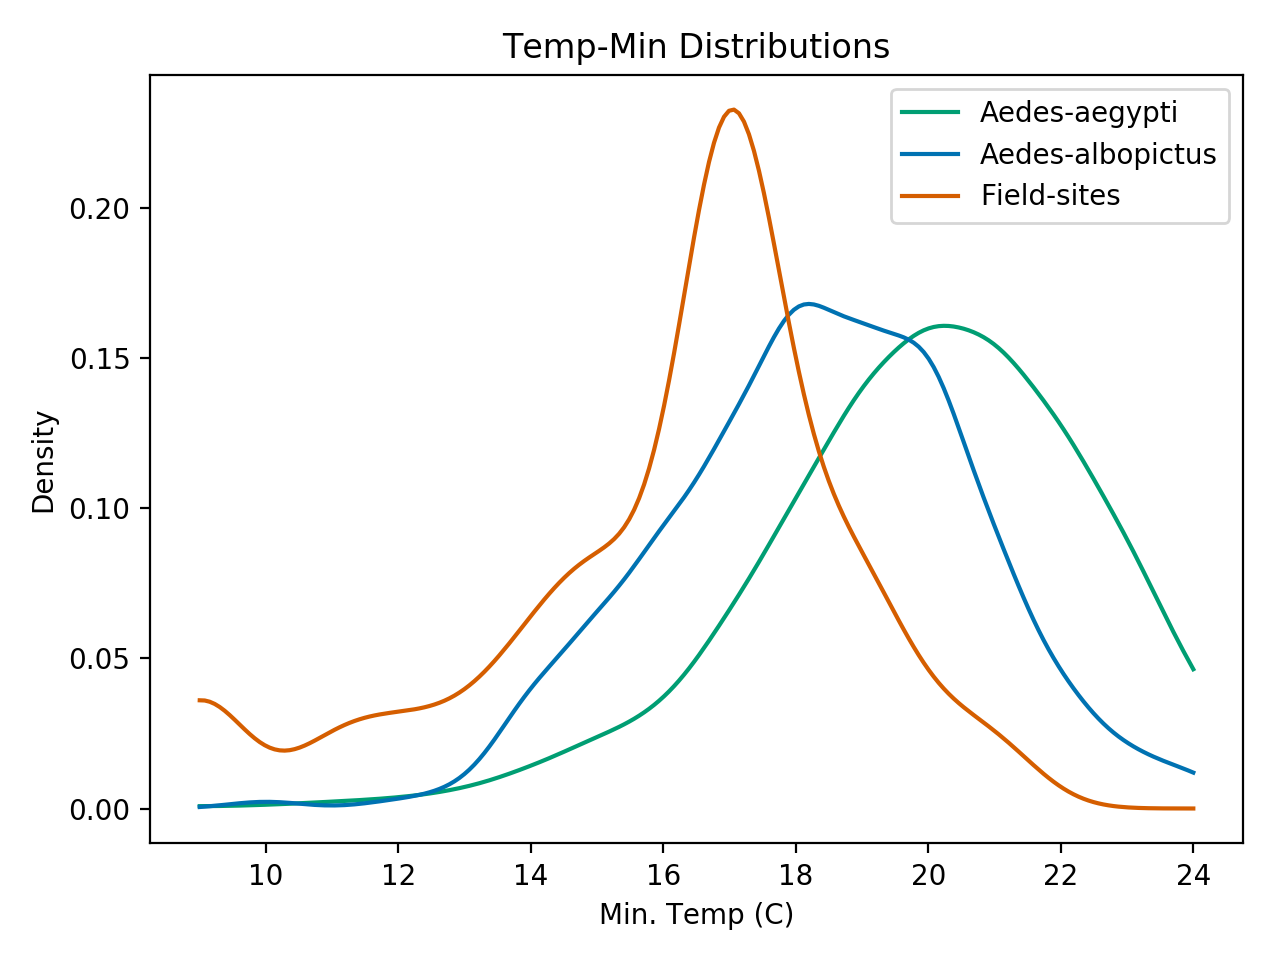 Temp-Min Distributions
Aedes-aegypti
Aedes-albopictus
Field-sites
0.20
0.15
0.10
0.05
0.00
Density
10 12 14 16 18 20 22 24
Min. Temp (C)